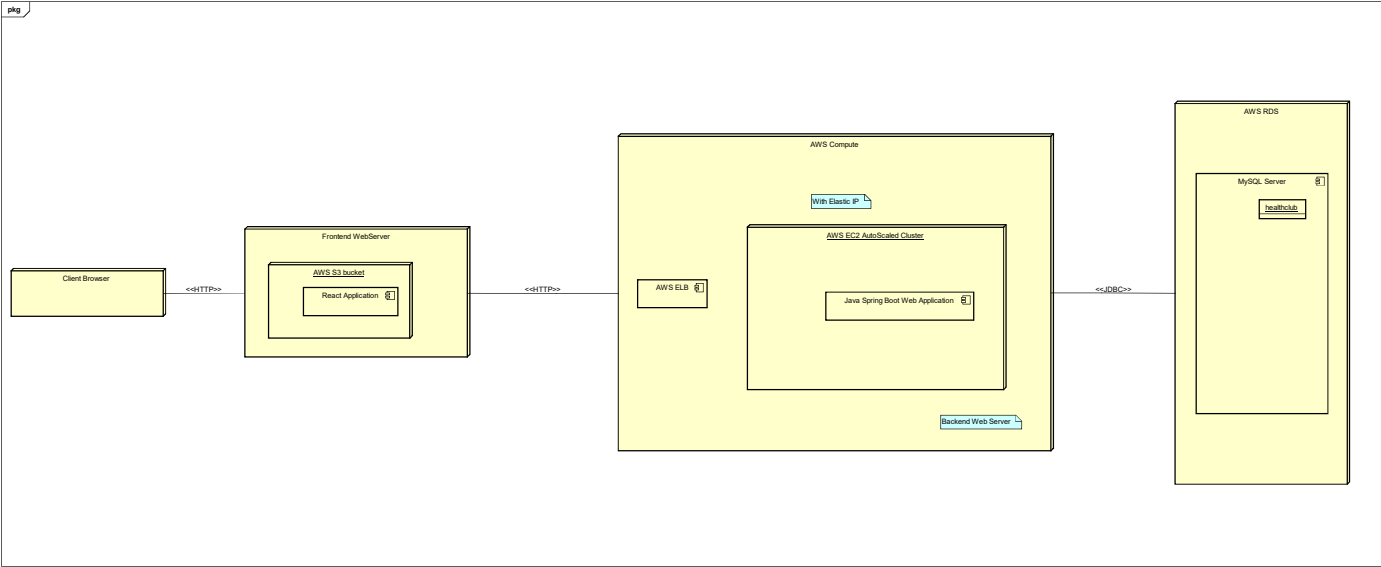 pkg
Client Browser
<<HTTP>>
Frontend WebServer
AWS S3 bucket
React Application
<<HTTP>>
AWS Compute
With Elastic IP
AWS EC2 AutoScaled Cluster
AWS ELB
Java Spring Boot Web Application
Backend Web Server
<<JDBC>>
AWS RDS
MySQL Server
healthclub